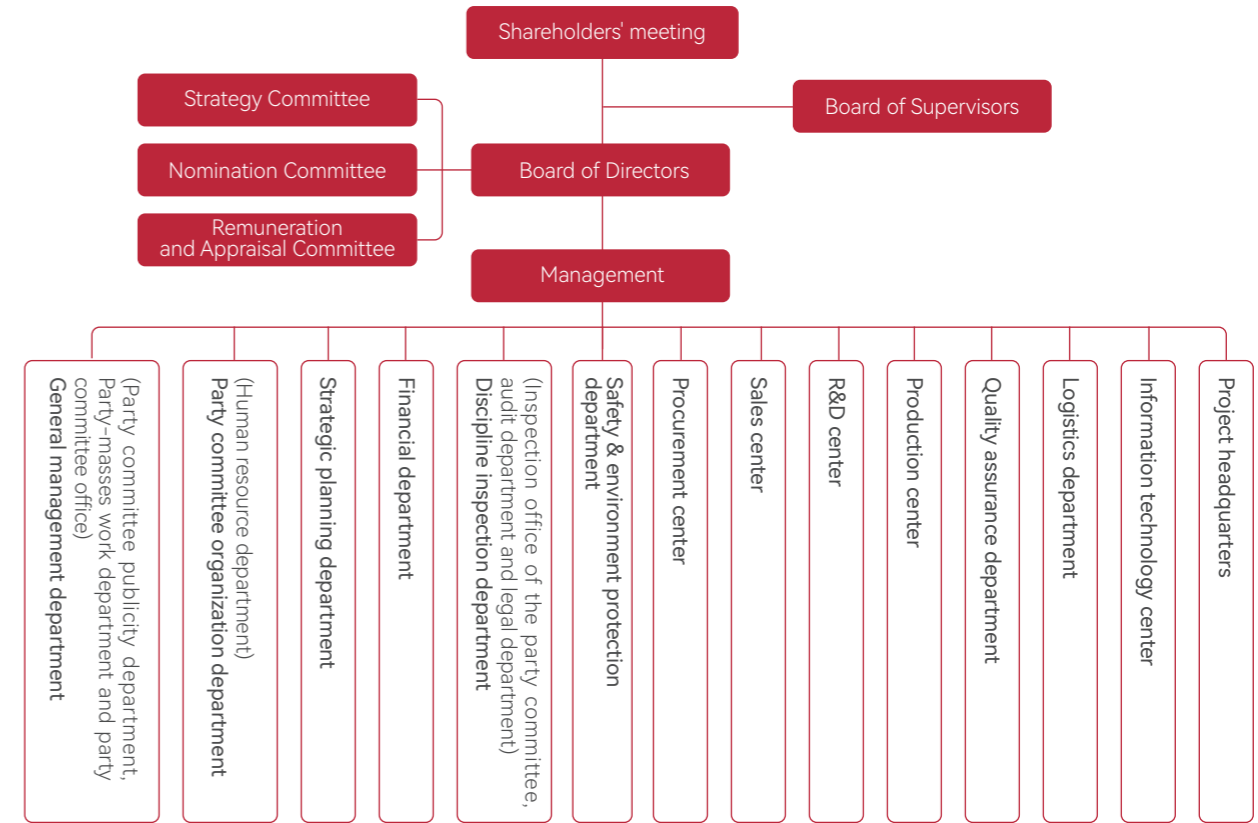 Shareholders' meeting
Strategy Committee
Board of Supervisors
Nomination Committee
Board of Directors
Remuneration
and Appraisal Committee
Management
(Party committee publicity department,
Party-masses work department and party
committee office)
General management department
(Human resource department)
Party committee organization department
Strategic planning department
Financial department
(Inspection office of the party committee,
audit department and legal department)
Discipline inspection department
Safety & environment protection
department
Procurement center
Sales center
R&D center
Production center
Quality assurance department
Logistics department
Information technology center
Project headquarters